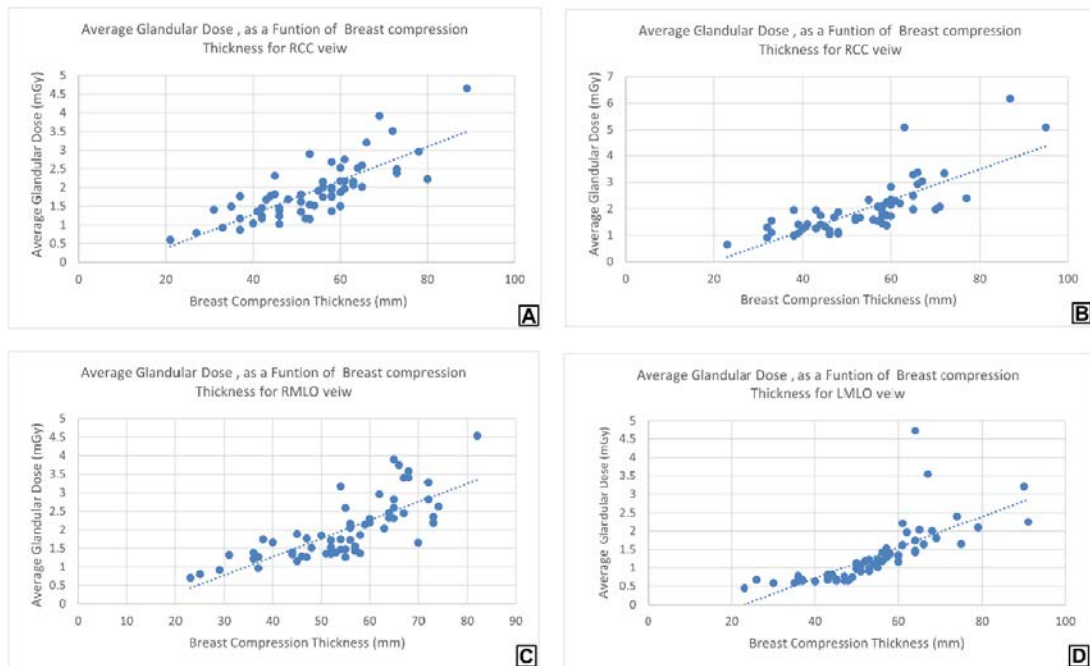 Average Glandular Dose , as a Funtion of Breast compression
Thickness for RCC veiw
Average Glandular Dose (mGy)
5
4.5
4
3.5
3
2.5
2
1.5
1
0.5
0
0 20 40 60 80 100
Breast Compression Thickness (mm)
A
Average Glandular Dose , as a Funtion of Breast compression
Thickness for RCC veiw
Average Glandular Dose (mGy)
7
6
5
4
3
2
1
0
0 20 40 60 80 100
Breast Compression Thickness (mm)
B
Average Glandular Dose , as a Funtion of Breast compression
Thickness for RMLO veiw
Average Glandular Dose (mGy)
5
4.5
4
3.5
3
2.5
2
1.5
1
0.5
0
0 10 20 30 40 50 60 70 80 90
Breast Compression Thickness (mm)
C
Average Glandular Dose , as a Funtion of Breast compression
Thickness for LMLO veiw
Average Glardular Dose (mGy)
5
4.5
4
3.5
3
2.5
2
1.5
1
0.5
0
0 20 40 60 80 100
Breast Compression Thickness (mm)
D